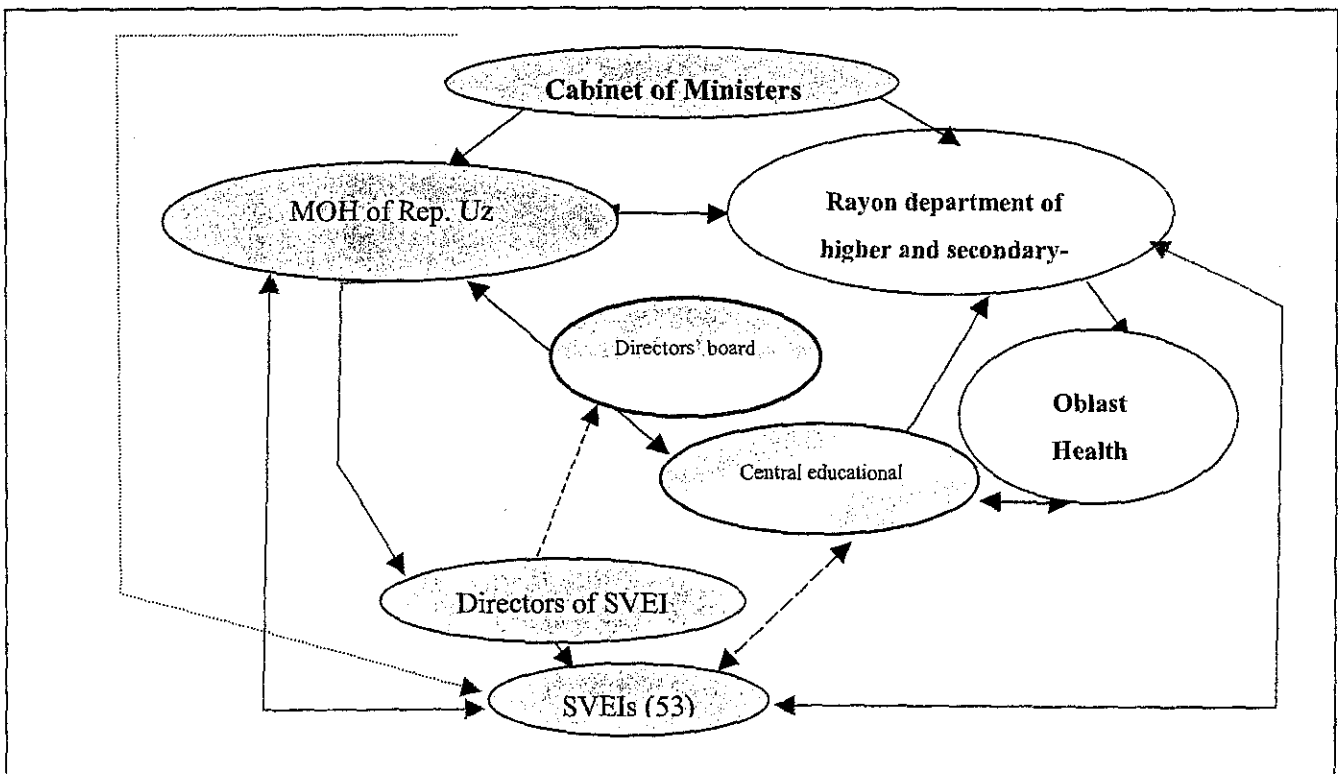 Cabinet of Ministers
MOH of Rep. Uz
Rayon department of
higher and secondary-
Directors' board
Oblast
Health
Central educational
Directors of SVEI
SVEIs (53)